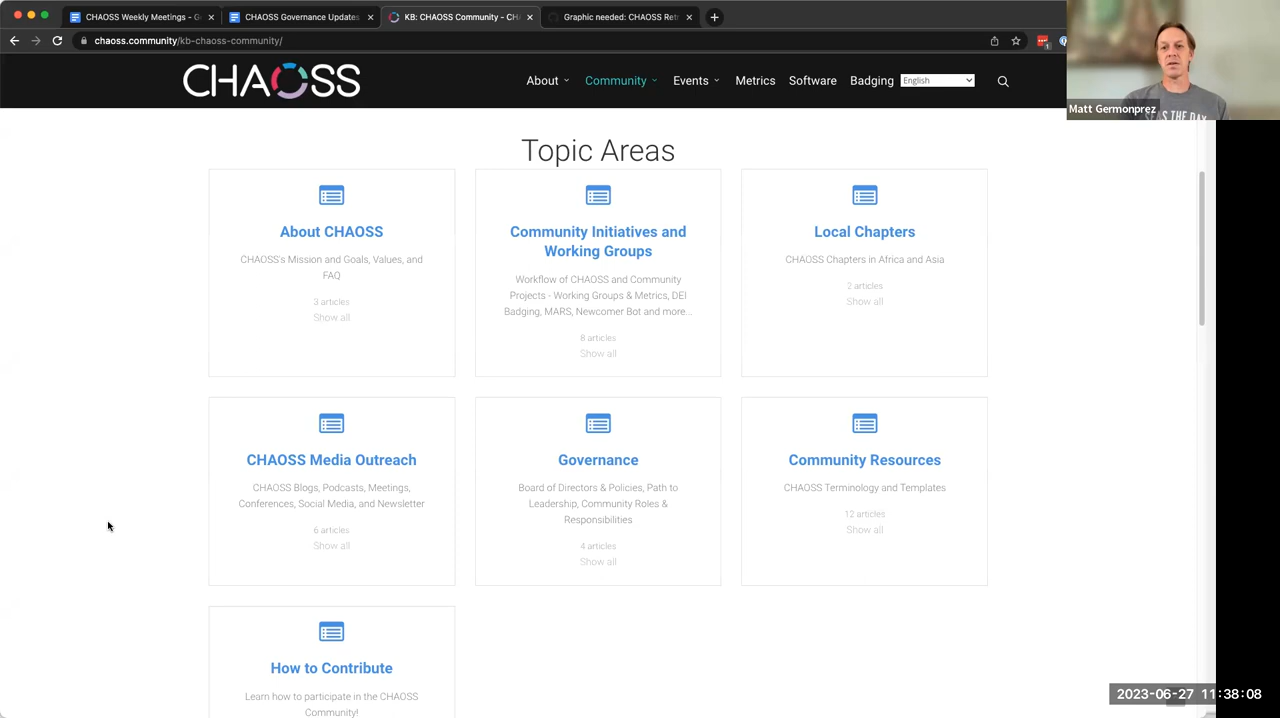 CHAOSS Weekly Meetings - G
CHAOSS Governance Updates
KB: CHAOSS Community - CHA
Graphic needed: CHAOSS Ret
chaoss.community/kb-chaoss-community/
CHAOSS
About
Community
Events
Metrics
Software
Badging
English
Matt Germonprez
Topic Areas
About CHAOSS
CHAOSS's Mission and Goals, Values, and
FAQ
3 articles
Show all
Community Initiatives and
Working Groups
Workflow of CHAOSS and Community
Projects - Working Groups & Metrics, DEI
Badging, MARS, Newcomer Bot and more...
8 articles
Show all
Local Chapters
CHAOSS Chapters in Africa and Asia
2 articles
Show all
CHAOSS Media Outreach
CHAOSS Blogs, Podcasts, Meetings,
Conferences, Social Media, and Newsletter
6 articles
Show all
Governance
Board of Directors & Policies, Path to
Leadership, Community Roles &
Responsibilities
4 articles
Show all
Community Resources
CHAOSS Terminology and Templates
12 articles
Show all
How to Contribute
Learn how to participate in the CHAOSS
Community!
2023-06-27 11:38:08